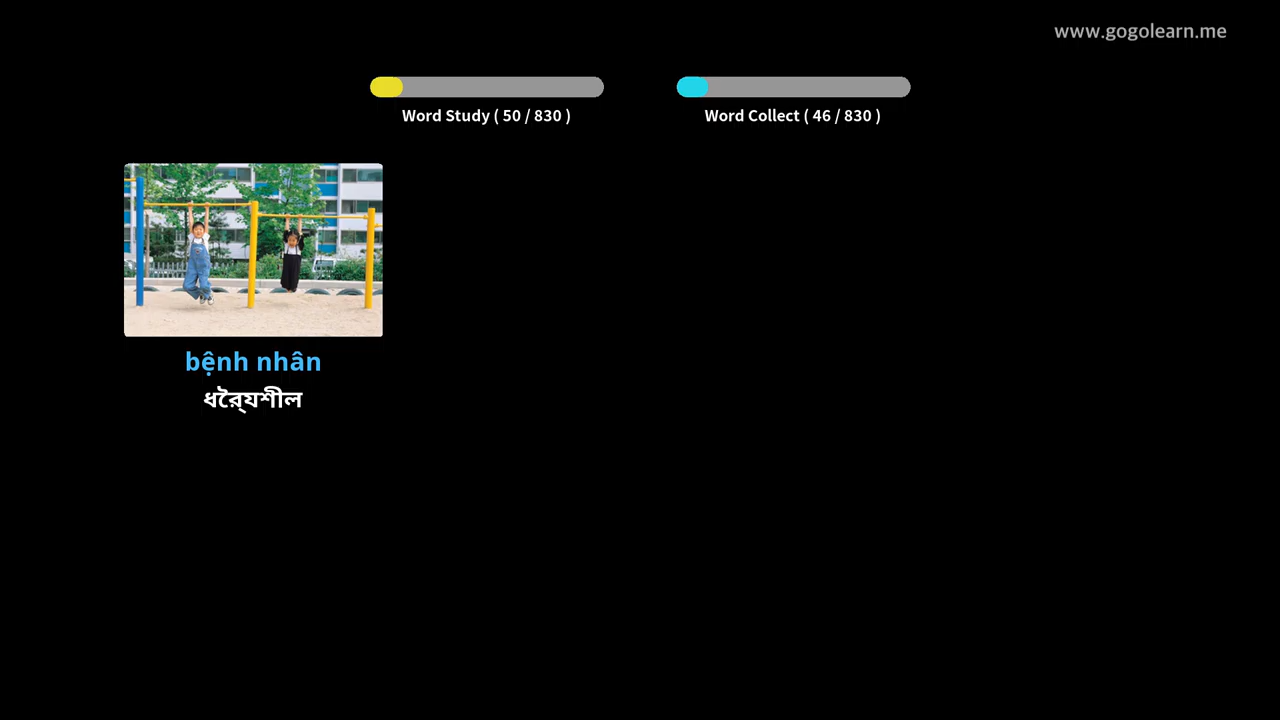 www.gogolearn.me
Word Study ( 50 / 830 )
Word Collect ( 46 / 830 )
bệnh nhân
ধৈর্যশীল